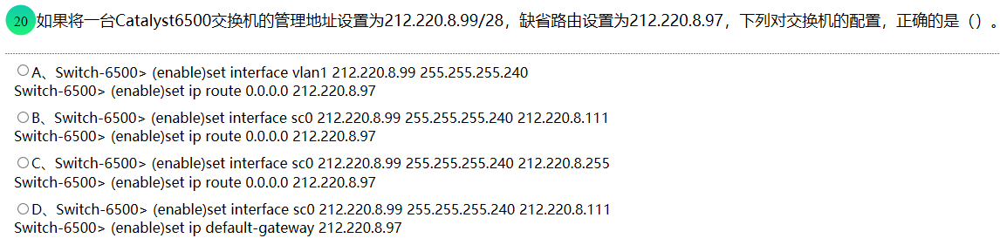 20 如果将一台Catalyst6500交换机的管理地址设置为212.220.8.99/28，缺省路由设置为212.220.8.97，下列对交换机的配置，正确的是（）。
A、Switch-6500> (enable)set interface vlan1 212.220.8.99 255.255.255.240
Switch-6500> (enable)set ip route 0.0.0.0 212.220.8.97
B、Switch-6500> (enable)set interface sc0 212.220.8.99 255.255.255.240 212.220.8.111
Switch-6500> (enable)set ip route 0.0.0.0 212.220.8.97
C、Switch-6500> (enable)set interface sc0 212.220.8.99 255.255.255.240 212.220.8.255
Switch-6500> (enable)set ip route 0.0.0.0 212.220.8.97
D、Switch-6500> (enable)set interface sc0 212.220.8.99 255.255.255.240 212.220.8.111
Switch-6500> (enable)set ip default-gateway 212.220.8.97